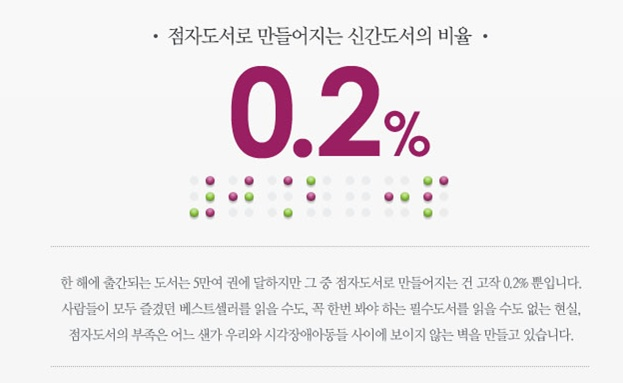 • 점자도서로 만들어지는 신간도서의 비율 •
0.2%
한 해에 출간되는 도서는 5만여 권에 달하지만 그 중 점자도서로 만들어지는 건 고작 0.2% 뿐입니다.
사람들이 모두 즐겼던 베스트셀러를 읽을 수도, 꼭 한번 봐야 하는 필수도서를 읽을 수도 없는 현실,
점자도서의 부족은 어느 샌가 우리와 시각장애아동들 사이에 보이지 않는 벽을 만들고 있습니다.